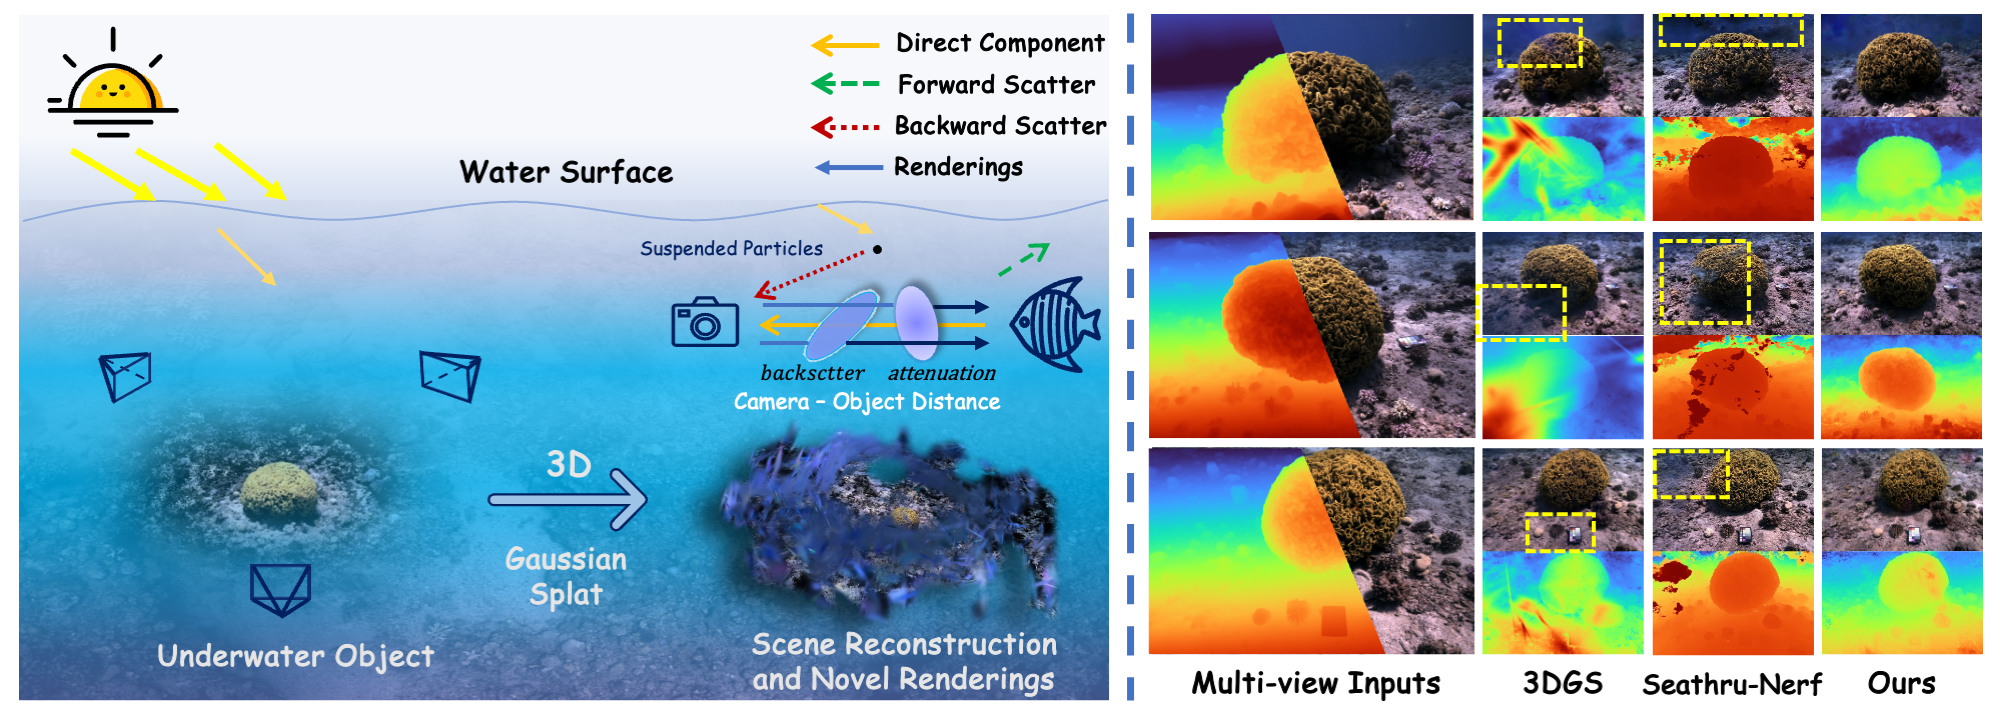 Direct Component
Forward Scatter
Backward Scatter
Renderings
Water Surface
Suspended Particles
backsctter attenuation
Camera – Object Distance
3D
Gaussian
Splat
Underwater Object
Scene Reconstruction
and Novel Renderings
Multi-view Inputs
3DGS
Seathru-Nerf
Ours